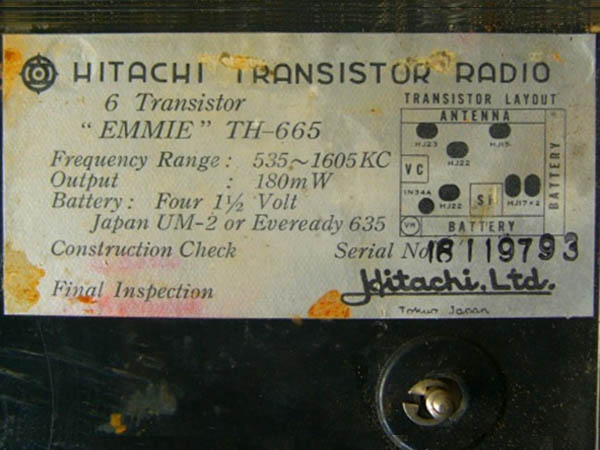 HITACHI TRANSISTOR RADIO
6 Transistor
"EMMIE" TH-665
Frequency Range: 535~1605KC
Output : 180mW
Battery: Four 1½ Volt
Japan UM-2 or Eveready 635
Construction Check
Serial No. 18119793
Final Inspection
Hitachi, Ltd.
Tokyo Japan
TRANSISTOR LAYOUT
ANTENNA
HJ23
HJ15
HJ22
BATTERY
VC
1N34A
HJ22
SP
HJ17×2
VR
BATTERY